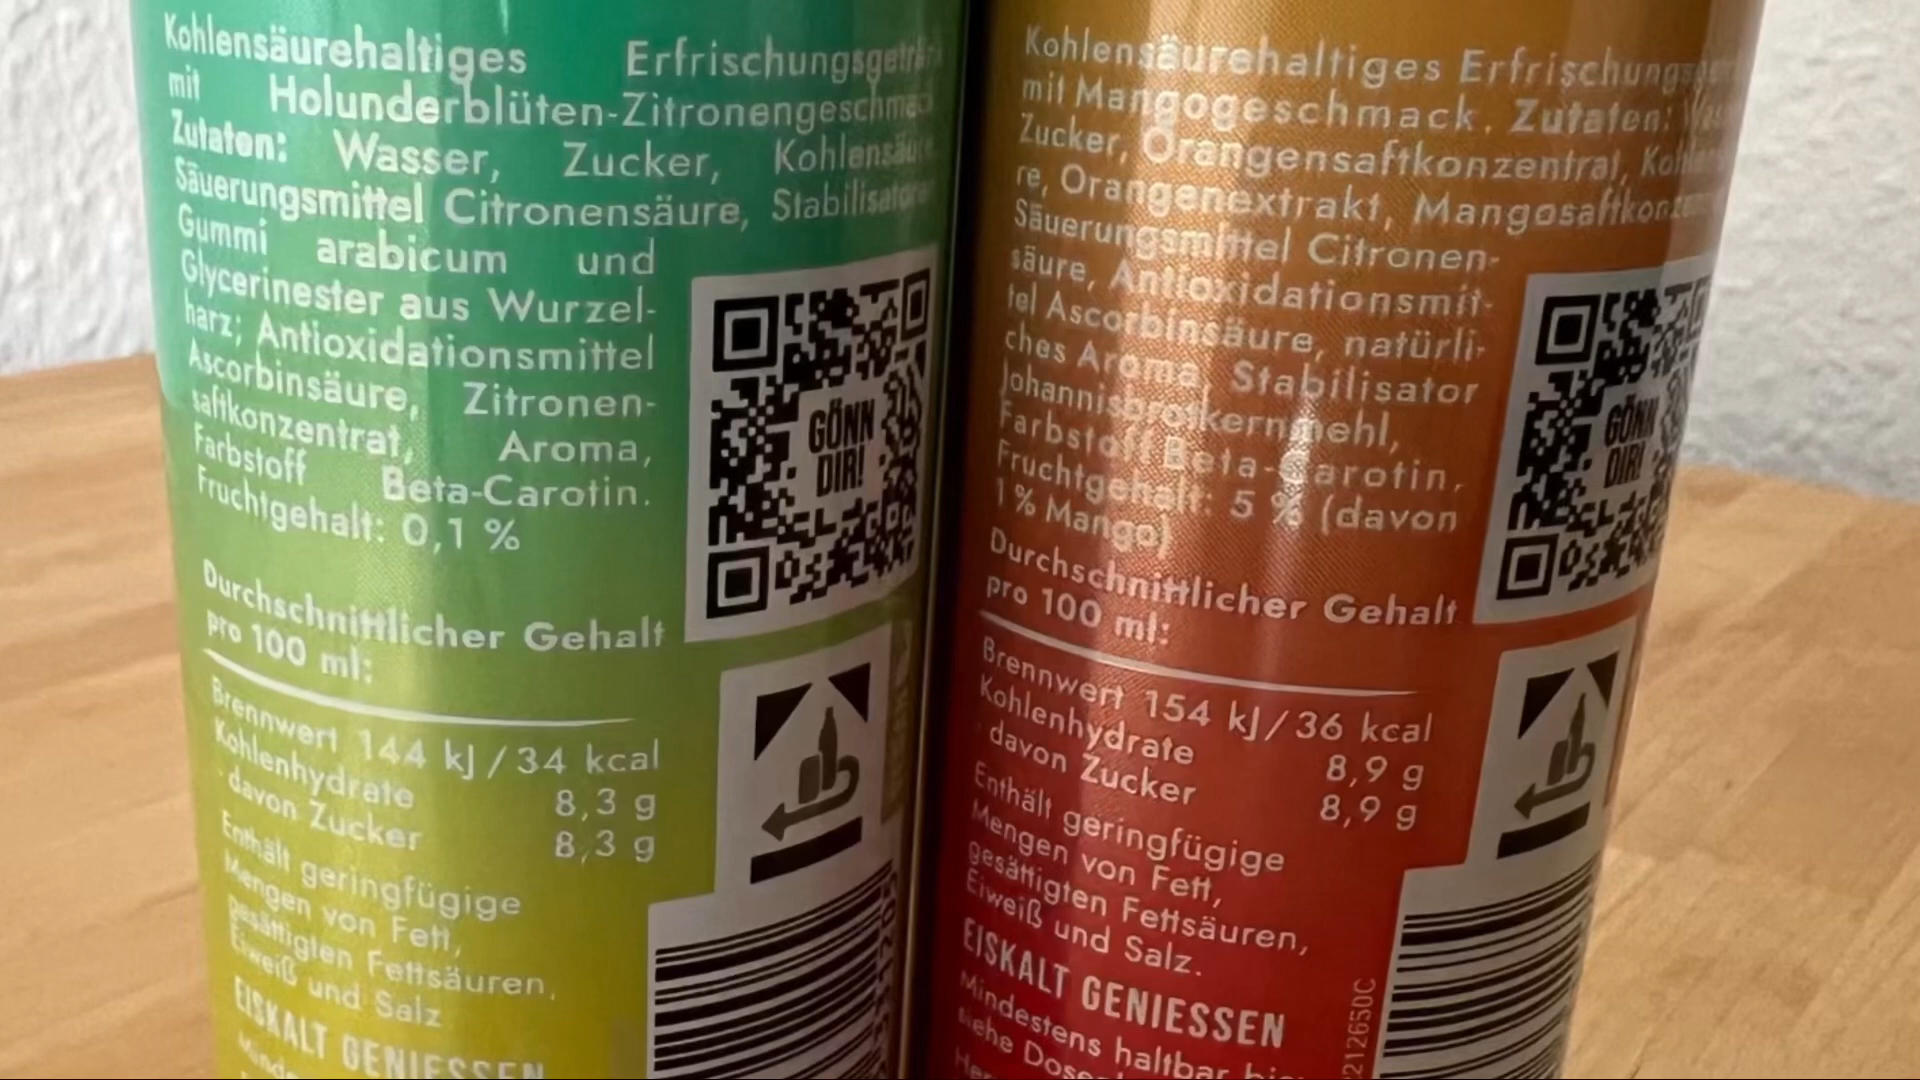 Kohlensäurehaltiges
mit Holunderblüten-Zitronengeschmack
Zutaten: Wasser, Zucker, Kohlensäure,
Säuerungsmittel Citronensäure, Stabilisatoren
Gummi arabicum und
Glycerinester aus Wurzel-
harz; Antioxidationsmittel
Ascorbinsäure, Zitronen-
saftkonzentrat, Aroma,
Farbstoff Beta-Carotin.
Fruchtgehalt: 0,1 %
GÖNN
DIR!
Durchschnittlicher Gehalt
pro 100 ml:
Brennwert 144 kJ/34 kcal
Kohlenhydrate 8,3 g
davon Zucker 8,3 g
Enthält geringfügige
Mengen von Fett,
gesättigten Fettsäuren,
Eiweiß und Salz
EISKALT GENIESSEN
Kohlensäurehaltiges
mit Mangogeschmack. Zutaten:
Zucker, Orangensaftkonzentrat,
re, Orangenextrakt,
Säuerungsmittel Citronen-
säure, Antioxidationsmit-
tel Ascorbinsäure, natürli-
ches Aroma, Stabilisator
Johannisbrotkernmehl,
Farbstoff Beta-Carotin,
Fruchtgehalt: 5 % (davon
1 % Mango)
GÖNN
DIR!
Durchschnittlicher Gehalt
pro 100 ml:
Brennwert 154 kJ/36 kcal
Kohlenhydrate 8,9 g
davon Zucker 8,9 g
Enthält geringfügige
Mengen von Fett,
gesättigten Fettsäuren,
Eiweiß und Salz.
EISKALT GENIESSEN
Mindestens haltbar
siehe